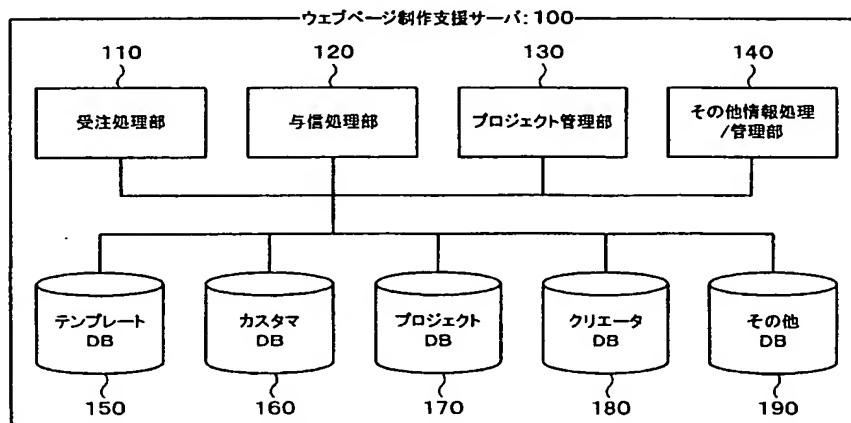 ウェブページ制作支援サーバ: 100
110 120 130 140
受注処理部 与信処理部 プロジェクト管理部 その他情報処理
/管理部
テンプレート カスタマ プロジェクト クリエータ その他
DB DB DB DB DB
150 160 170 180 190